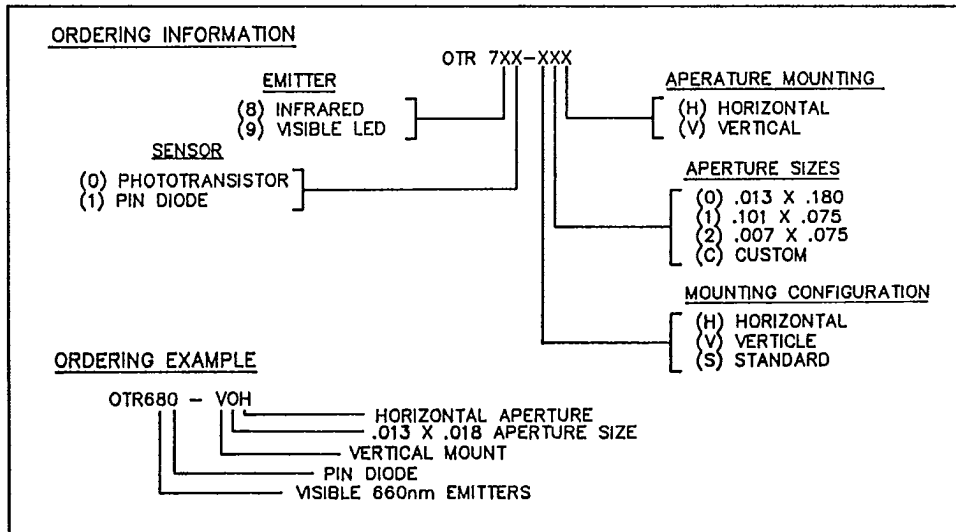 ORDERING INFORMATION
OTR 7XX-XXX
EMITTER
(8) INFRARED
(9) VISIBLE LED
SENSOR
(0) PHOTOTRANSISTOR
(1) PIN DIODE
APERATURE MOUNTING
(H) HORIZONTAL
(V) VERTICAL
APERTURE SIZES
(0) .013 X .180
(1) .101 X .075
(2) .007 X .075
(C) CUSTOM
MOUNTING CONFIGURATION
(H) HORIZONTAL
(V) VERTICLE
(S) STANDARD
ORDERING EXAMPLE
OTR680 - VOH
HORIZONTAL APERTURE
.013 X .018 APERTURE SIZE
VERTICAL MOUNT
PIN DIODE
VISIBLE 660nm EMITTERS